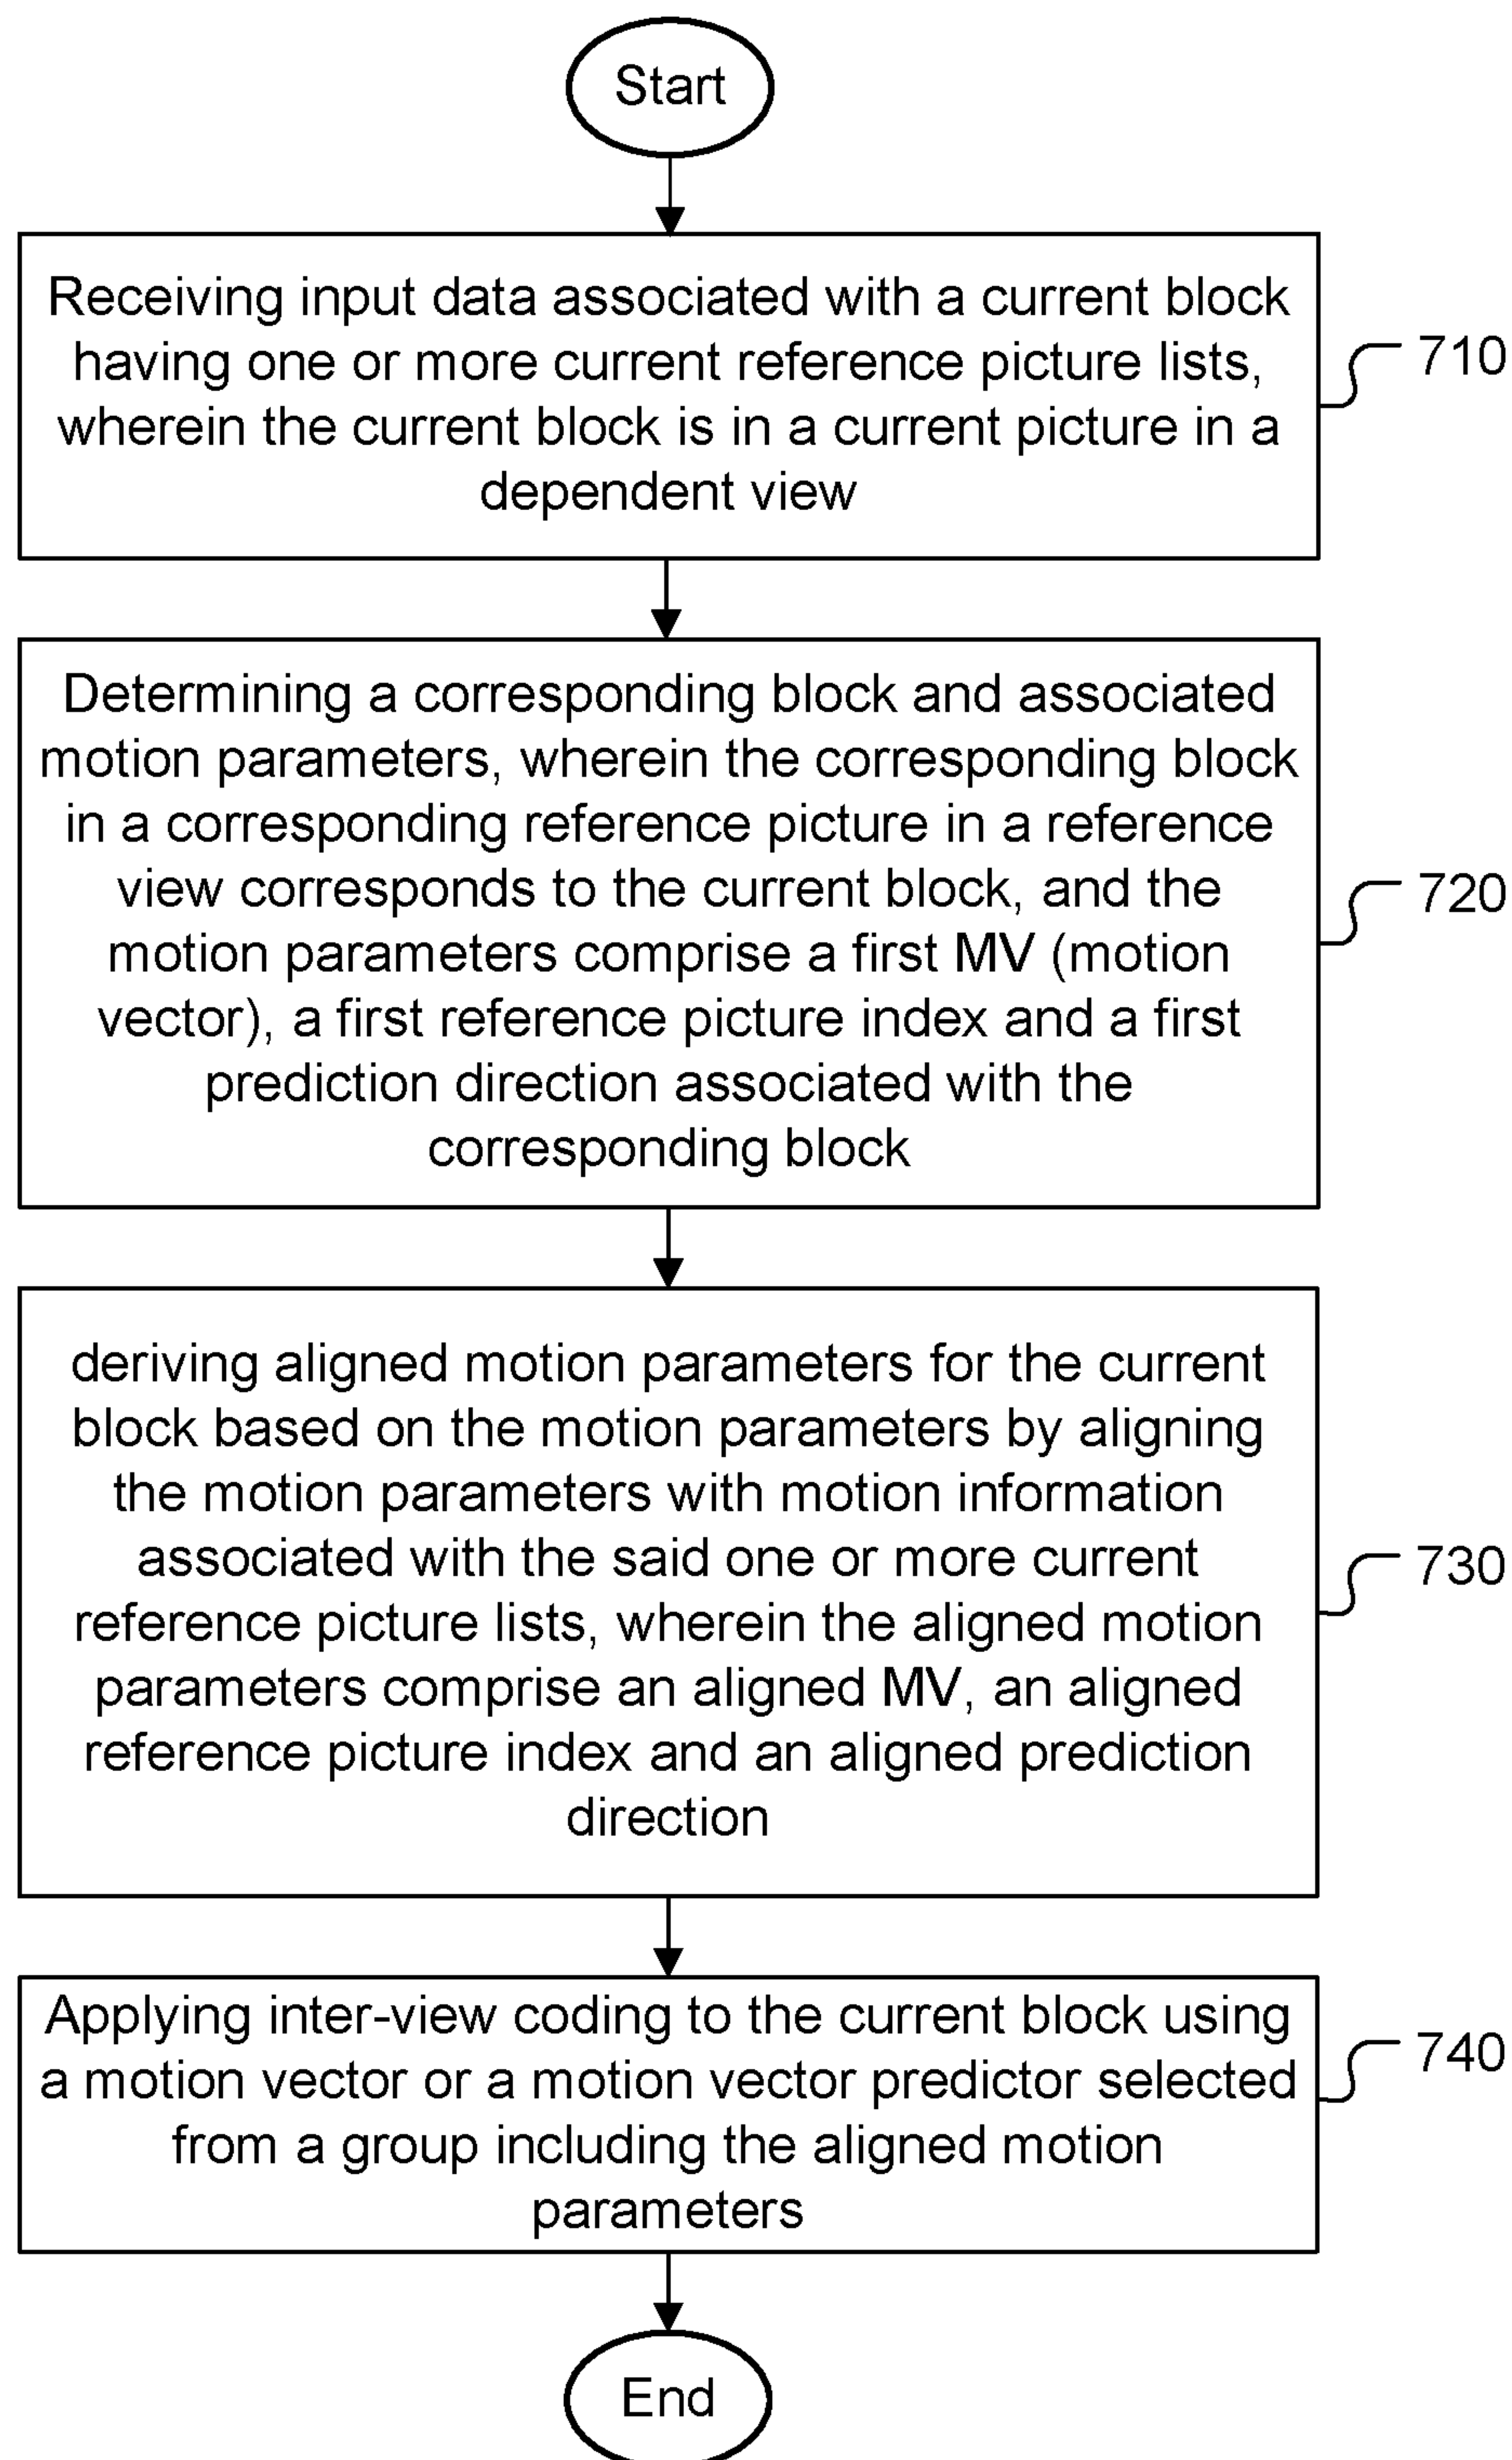 Start
Receiving input data associated with a current block
having one or more current reference picture lists,
wherein the current block is in a current picture in a
dependent view
710
Determining a corresponding block and associated
motion parameters, wherein the corresponding block
in a corresponding reference picture in a reference
view corresponds to the current block, and the
motion parameters comprise a first MV (motion
vector), a first reference picture index and a first
prediction direction associated with the
corresponding block
720
deriving aligned motion parameters for the current
block based on the motion parameters by aligning
the motion parameters with motion information
associated with the said one or more current
reference picture lists, wherein the aligned motion
parameters comprise an aligned MV, an aligned
reference picture index and an aligned prediction
direction
730
Applying inter-view coding to the current block using
a motion vector or a motion vector predictor selected
from a group including the aligned motion
parameters
740
End